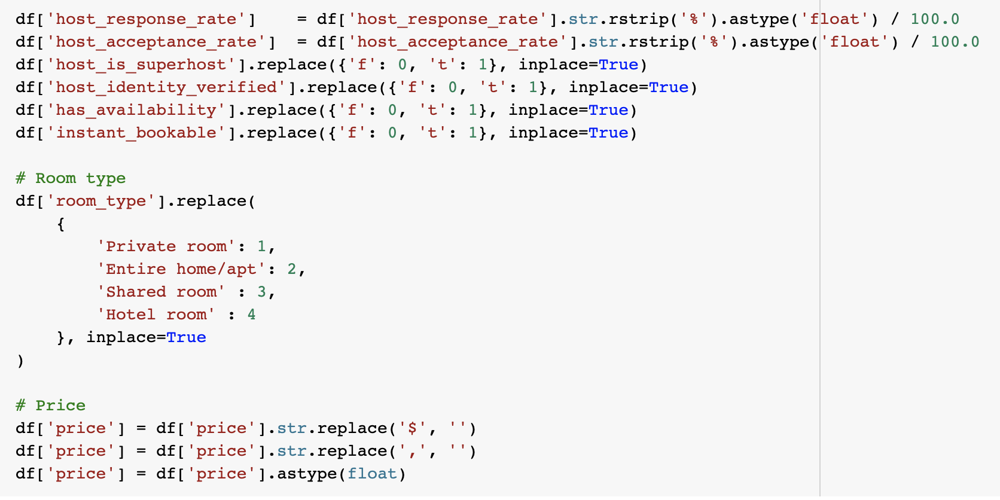 df['host_response_rate']    = df['host_response_rate'].str.rstrip('%').astype('float') / 100.0
df['host_acceptance_rate']  = df['host_acceptance_rate'].str.rstrip('%').astype('float') / 100.0
df['host_is_superhost'].replace({'f': 0, 't': 1}, inplace=True)
df['host_identity_verified'].replace({'f': 0, 't': 1}, inplace=True)
df['has_availability'].replace({'f': 0, 't': 1}, inplace=True)
df['instant_bookable'].replace({'f': 0, 't': 1}, inplace=True)

# Room type
df['room_type'].replace(
    {
        'Private room': 1,
        'Entire home/apt': 2,
        'Shared room' : 3,
        'Hotel room' : 4
    }, inplace=True
)

# Price
df['price'] = df['price'].str.replace('$', '')
df['price'] = df['price'].str.replace(',', '')
df['price'] = df['price'].astype(float)